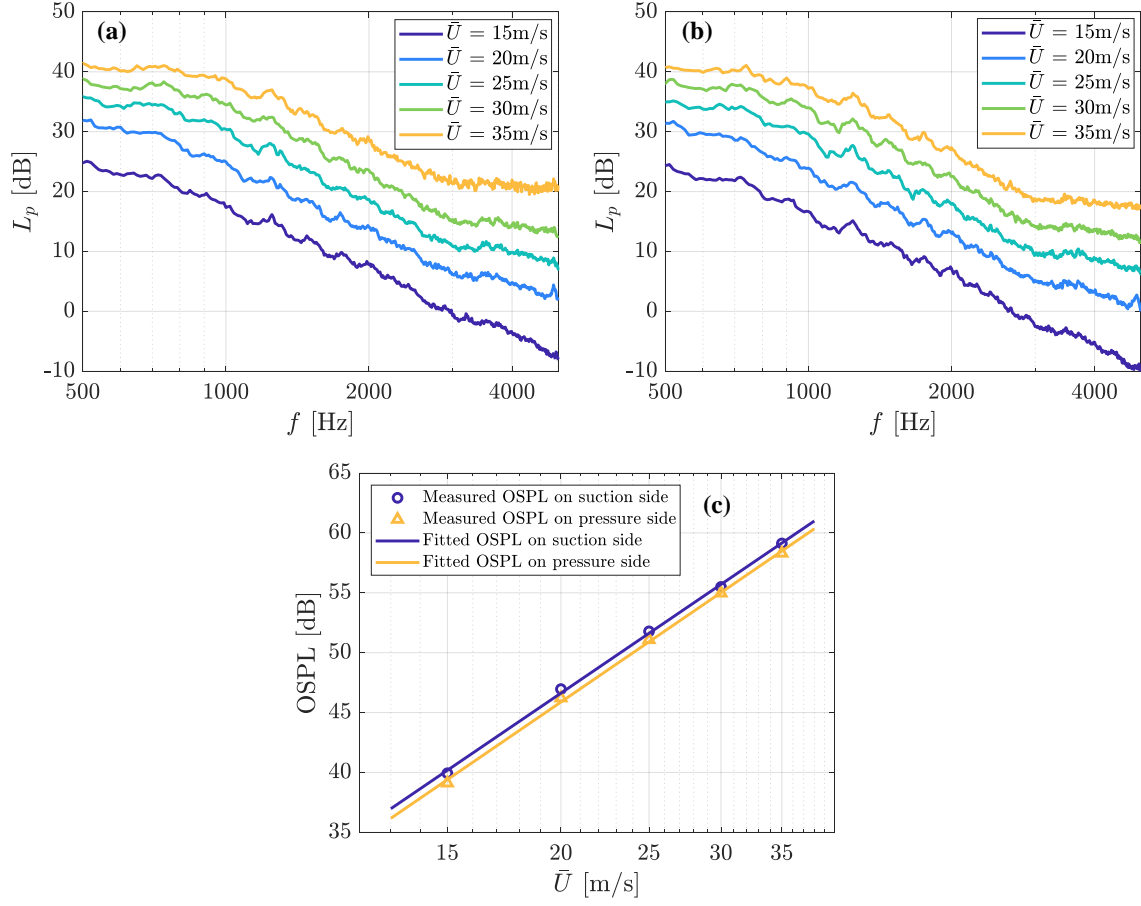 (a)
Ū = 15m/s
Ū = 20m/s
Ū = 25m/s
Ū = 30m/s
Ū = 35m/s
50
40
30
20
10
0
-10
L_p [dB]
500
1000
2000
4000
f [Hz]
(b)
Ū = 15m/s
Ū = 20m/s
Ū = 25m/s
Ū = 30m/s
Ū = 35m/s
50
40
30
20
10
0
-10
L_p [dB]
500
1000
2000
4000
f [Hz]
(c)
Measured OSPL on suction side
Measured OSPL on pressure side
Fitted OSPL on suction side
Fitted OSPL on pressure side
65
60
55
50
45
40
35
OSPL [dB]
15
20
25
30
35
Ū [m/s]